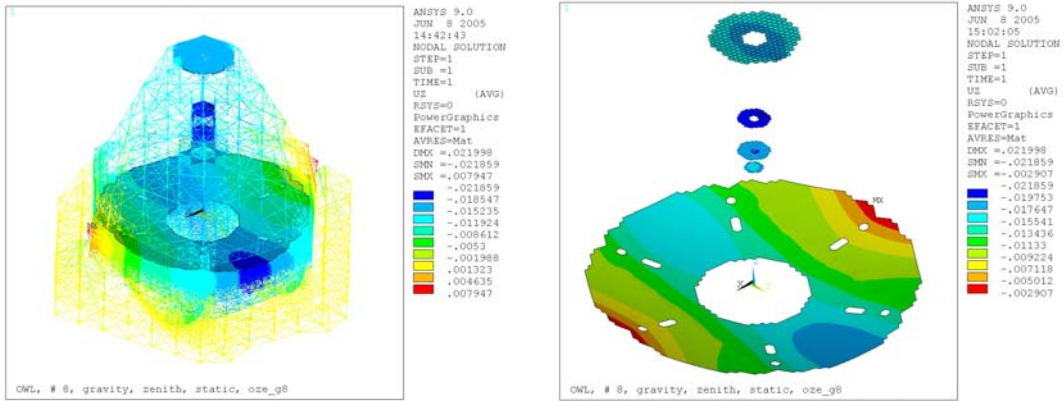 1
ANSYS 9.0
JUN 8 2005
14:42:43
NODAL SOLUTION
STEP=1
SUB =1
TIME=1
UZ (AVG)
RSYS=0
PowerGraphics
EFACET=1
AVRES=Mat
DMX =.021998
SMN =-.021859
SMX =.007947
-.021859
-.018547
-.015235
-.011924
-.008612
-.0053
-.001988
.001323
.004635
.007947
MX
OWL, # 8, gravity, zenith, static, oze_g8
1
ANSYS 9.0
JUN 8 2005
15:02:05
NODAL SOLUTION
STEP=1
SUB =1
TIME=1
UZ (AVG)
RSYS=0
PowerGraphics
EFACET=1
AVRES=Mat
DMX =.021998
SMN =-.021859
SMX =-.002907
-.021859
-.019753
-.017647
-.015541
-.013436
-.01133
-.009224
-.007118
-.005012
-.002907
MX
OWL, # 8, gravity, zenith, static, oze_g8